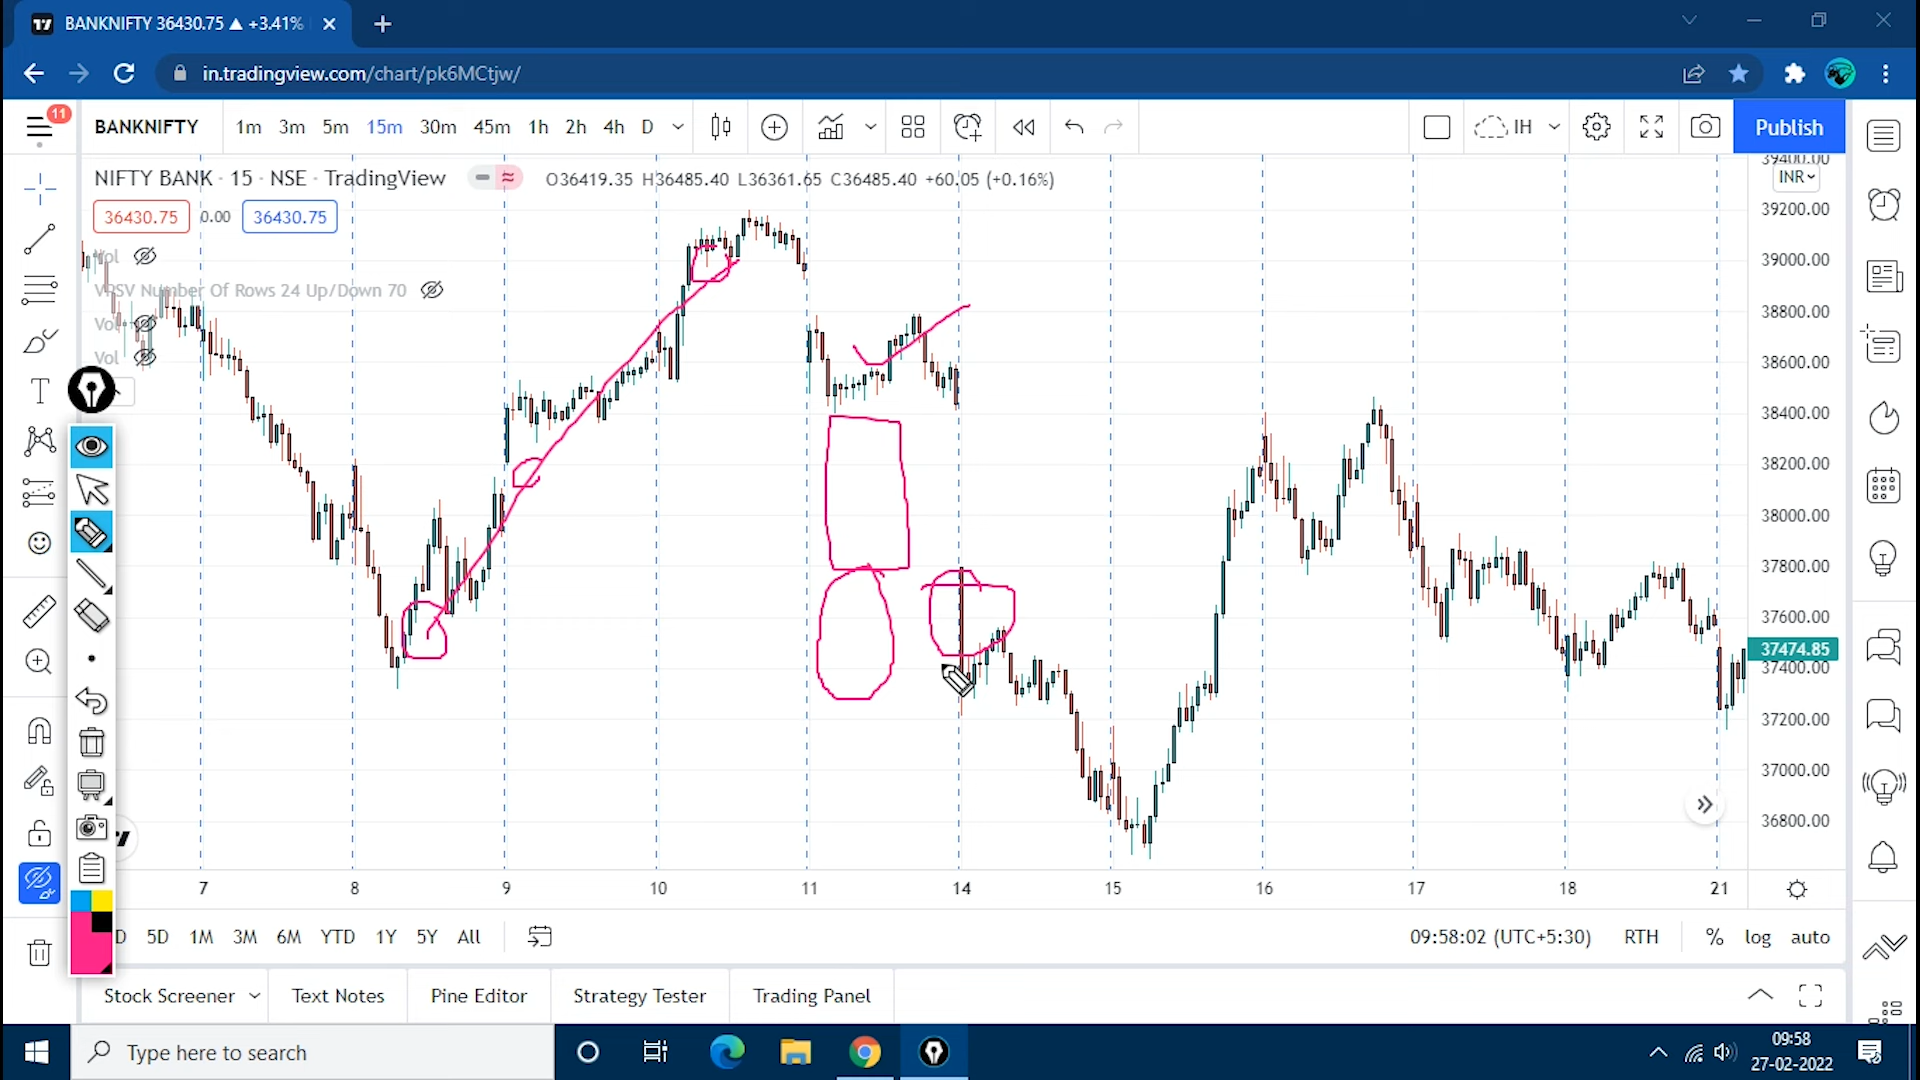 BANKNIFTY 36430.75 ▲ +3.41%
in.tradingview.com/chart/pk6MCtjw/
11
BANKNIFTY 1m 3m 5m 15m 30m 45m 1h 2h 4h D IH Publish
NIFTY BANK · 15 · NSE · TradingView O36419.35 H36485.40 L36361.65 C36485.40 +60.05 (+0.16%)
INR
36430.75 0.00 36430.75
Vol
VPSV Number Of Rows 24 Up/Down 70
Vol
Vol
39400.00
39200.00
39000.00
38800.00
38600.00
38400.00
38200.00
38000.00
37800.00
37600.00
37474.85
37400.00
37200.00
37000.00
36800.00
7 8 9 10 11 14 15 16 17 18 21
D 5D 1M 3M 6M YTD 1Y 5Y All 09:58:02 (UTC+5:30) RTH % log auto
Stock Screener Text Notes Pine Editor Strategy Tester Trading Panel
Type here to search
09:58
27-02-2022